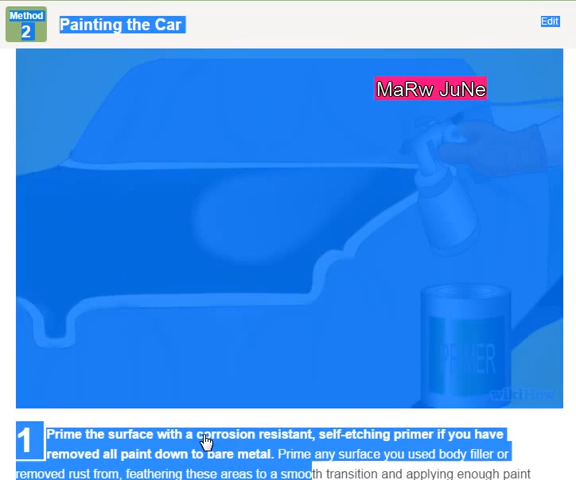 Method
2
Painting the Car
Edit
MaRw JuNe
PRIMER
wikiHow
1
Prime the surface with a corrosion resistant, self-etching primer if you have
removed all paint down to bare metal. Prime any surface you used body filler or
removed rust from, feathering these areas to a smooth transition and applying enough paint